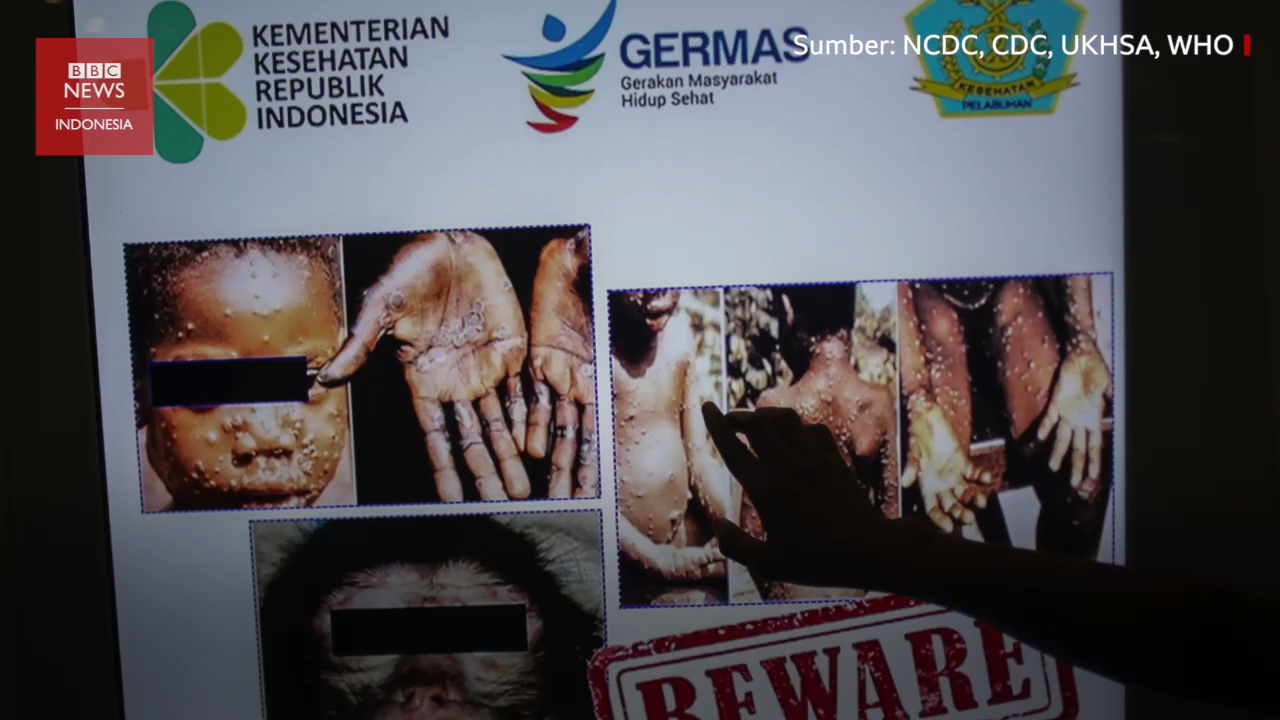 BBC
NEWS
INDONESIA
KEMENTERIAN
KESEHATAN
REPUBLIK
INDONESIA
GERMAS
Gerakan Masyarakat
Hidup Sehat
KESEHATAN
PELABUHAN
Sumber: NCDC, CDC, UKHSA, WHO
BEWARE